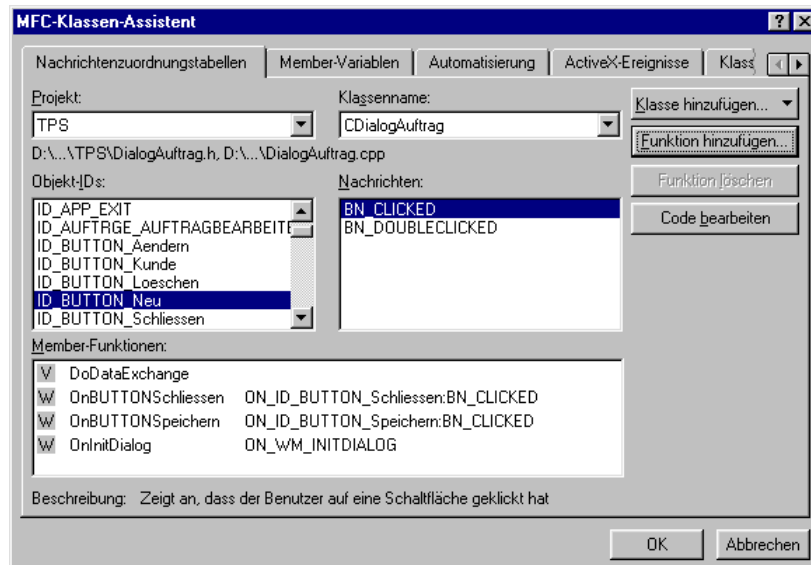 MFC-Klassen-Assistent
Nachrichtenzuordnungstabellen Member-Variablen Automatisierung ActiveX-Ereignisse Klass
Projekt: Klassenname: Klasse hinzufügen...
TPS CDialogAuftrag
Funktion hinzufügen...
D:\...\TPS\DialogAuftrag.h, D:\...\DialogAuftrag.cpp
Objekt-IDs: Nachrichten: Funktion löschen
ID_APP_EXIT BN_CLICKED
ID_AUFTRGE_AUFTRAGBEARBEITE BN_DOUBLECLICKED Code bearbeiten
ID_BUTTON_Aendern
ID_BUTTON_Kunde
ID_BUTTON_Loeschen
ID_BUTTON_Neu
ID_BUTTON_Schliessen
Member-Funktionen:
V DoDataExchange
W OnBUTTONSchliessen ON_ID_BUTTON_Schliessen:BN_CLICKED
W OnBUTTONSpeichern ON_ID_BUTTON_Speichern:BN_CLICKED
W OnInitDialog ON_WM_INITDIALOG
Beschreibung: Zeigt an, dass der Benutzer auf eine Schaltfläche geklickt hat
OK Abbrechen